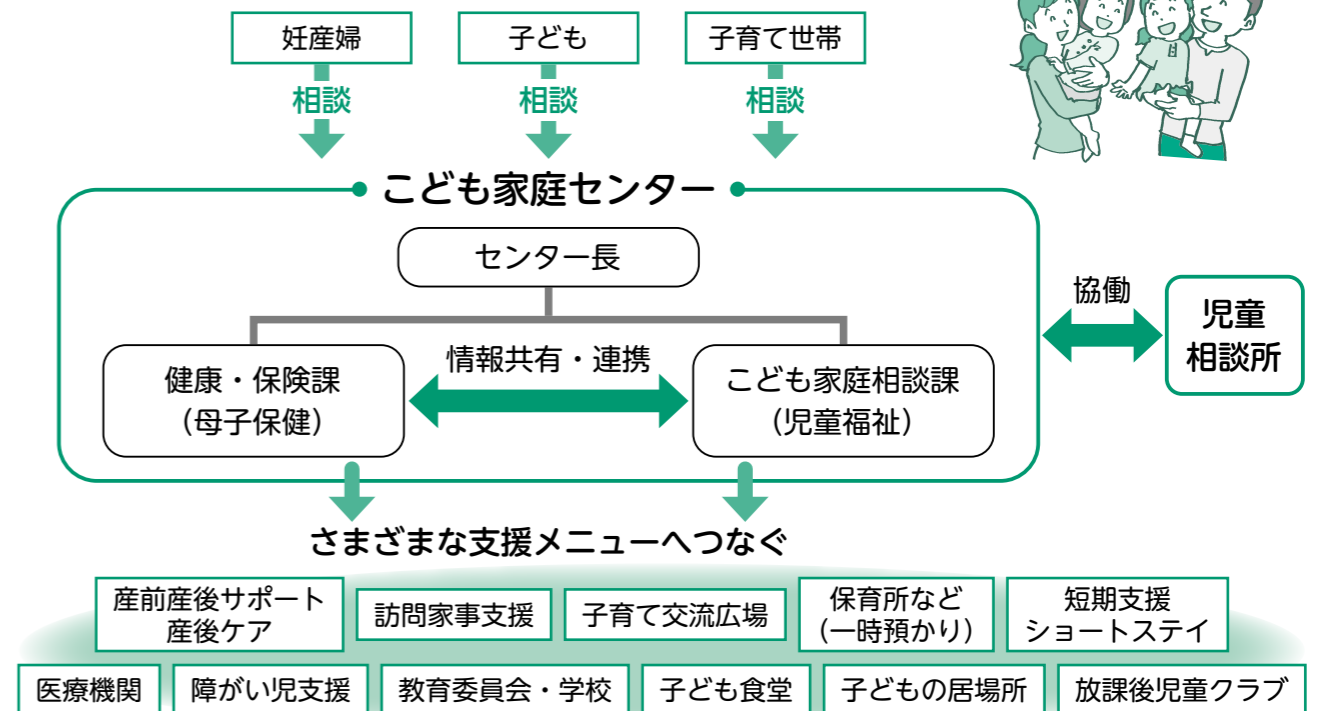 妊産婦
子ども
子育て世帯
相談
相談
相談
こども家庭センター
センター長
健康・保険課
(母子保健)
情報共有・連携
こども家庭相談課
(児童福祉)
協働
児童
相談所
さまざまな支援メニューへつなぐ
産前産後サポート
産後ケア
訪問家事支援
子育て交流広場
保育所など
(一時預かり)
短期支援
ショートステイ
医療機関
障がい児支援
教育委員会・学校
子ども食堂
子どもの居場所
放課後児童クラブ